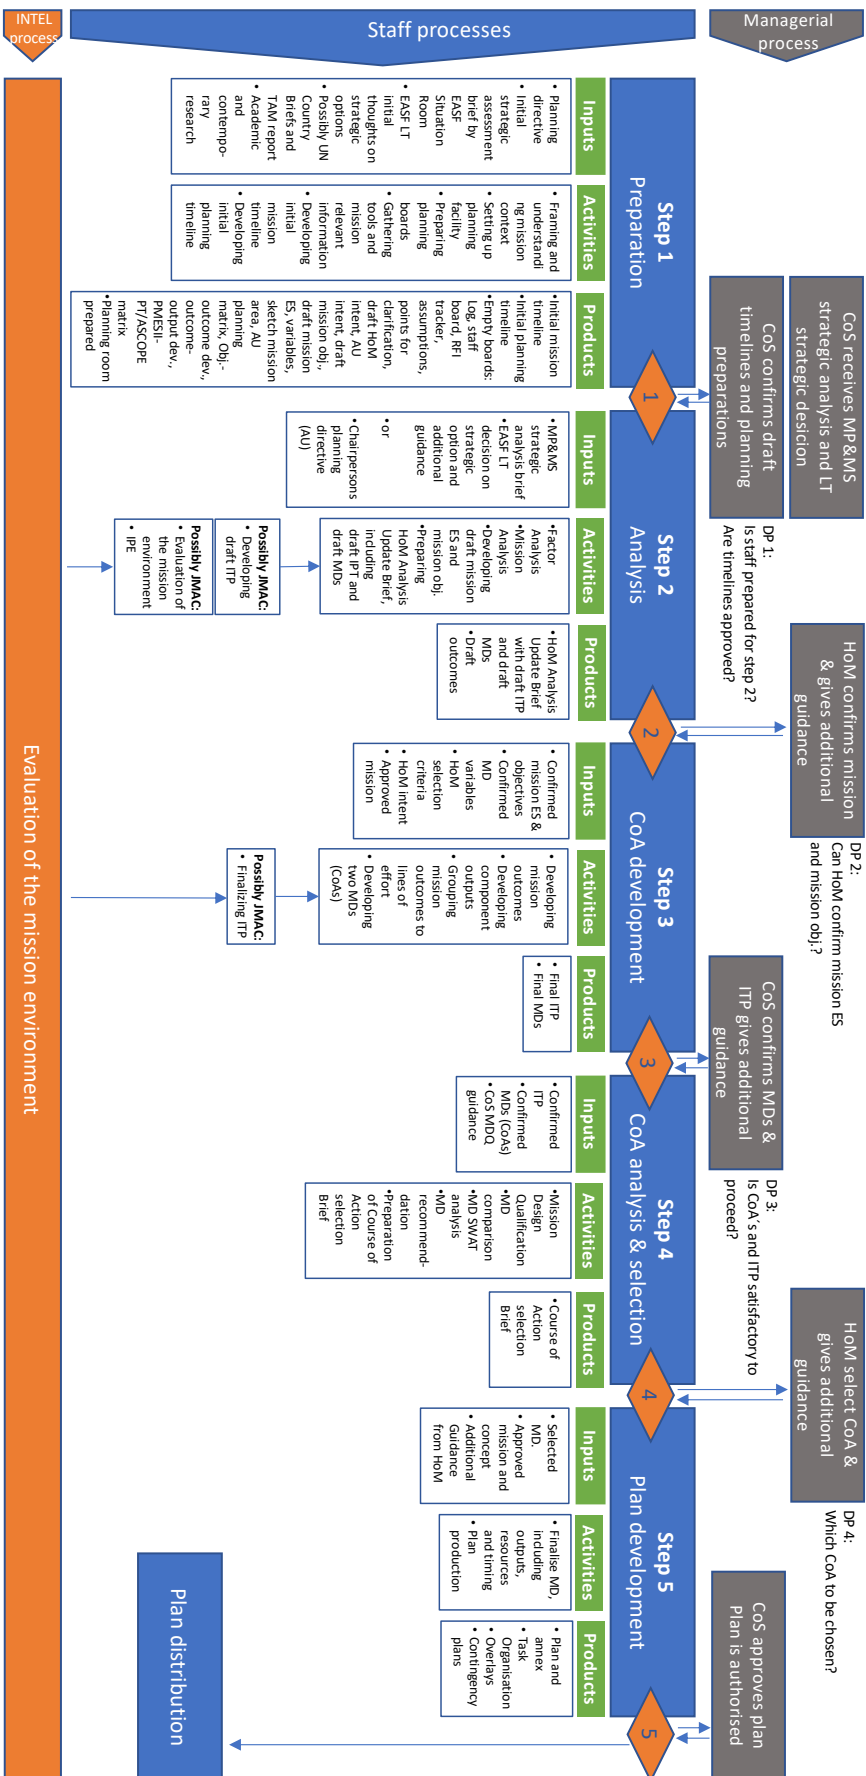 Managerial
process
Staff processes
INTEL
process
CoS receives MP&MS
strategic analysis and LT
strategic desicion
CoS confirms draft
timelines and planning
preparations
DP 1:
Is staff prepared for step 2?
Are timelines approved?
HoM confirms mission
& gives additional
guidance
DP 2:
Can HoM confirm mission ES
and mission obj.?
CoS confirms MDs &
ITP gives additional
guidance
DP 3:
Is CoA's and ITP satisfactory to
proceed?
HoM select CoA &
gives additional
guidance
DP 4:
Which CoA to be chosen?
CoS approves plan
Plan is authorised
Step 1
Preparation
1
Step 2
Analysis
2
Step 3
CoA development
3
Step 4
CoA analysis & selection
4
Step 5
Plan development
5
Inputs
• Planning
directive
• Initial
strategic
assessment
brief by
EASF
Situation
Room
• EASF LT
initial
thoughts on
strategic
options
• Possibly UN
Country
Briefs and
TAM report
• Academic
and
contempo-
rary
research
Activities
• Framing and
understandi
ng mission
context
• Setting up
planning
facility
• Preparing
planning
boards
• Gathering
tools and
mission
relevant
information
• Developing
initial
mission
timeline
• Developing
initial
planning
timeline
Products
•Initial mission
timeline
•Initial planning
timeline
•Empty boards:
Log, staff
board, RFI
tracker,
assumptions,
points for
clarification,
draft HoM
intent, AU
intent, draft
mission obj.,
draft mission
ES, variables,
sketch mission
area, AU
planning
matrix, obj.-
outcome dev.,
outcome-
output dev.,
PMESII-
PT/ASCOPE
matrix
•Planning room
prepared
Inputs
•MP&MS
strategic
analysis brief
•EASF LT
decision on
strategic
option and
additional
guidance
•or
•Chairpersons
planning
directive
(AU)
Activities
•Factor
Analysis
•Mission
Analysis
•Developing
draft mission
ES and
mission obj.
•Preparing
HoM Analysis
Update Brief,
including
draft IPT and
draft MDs
Possibly JMAC:
• Developing
draft ITP
Possibly JMAC:
• Evaluation of
the mission
environment
• IPE
Products
•HoM Analysis
Update Brief
with draft ITP
and draft
MDs
•Draft
outcomes
Inputs
• Confirmed
mission ES &
objectives
• Confirmed
MD
variables
• HoM
selection
criteria
• HoM intent
• Approved
mission
Activities
• Developing
mission
outcomes
• Developing
component
outputs
• Grouping
mission
outcomes to
lines of
effort
• Developing
two MDs
(CoAs)
Possibly JMAC:
• Finalizing ITP
Products
• Final ITP
• Final MDs
Inputs
•Confirmed
ITP
•Confirmed
MDs (CoAs)
•CoS MDQ
guidance
Activities
•Mission
Design
Qualification
•MD
comparison
•MD SWAT
analysis
•MD
recommend-
dation
•Preparation
of Course of
Action
selection
Brief
Products
•Course of
Action
selection
Brief
Inputs
• Selected
MD.
• Approved
mission and
concept
• Additional
Guidance
from HoM
Activities
• Finalise MD,
including
outputs,
resources
and timing
• Plan
production
Products
• Plan and
annex
• Task
Organisation
• Overlays
• Contingency
plans
Plan distribution
Evaluation of the mission environment